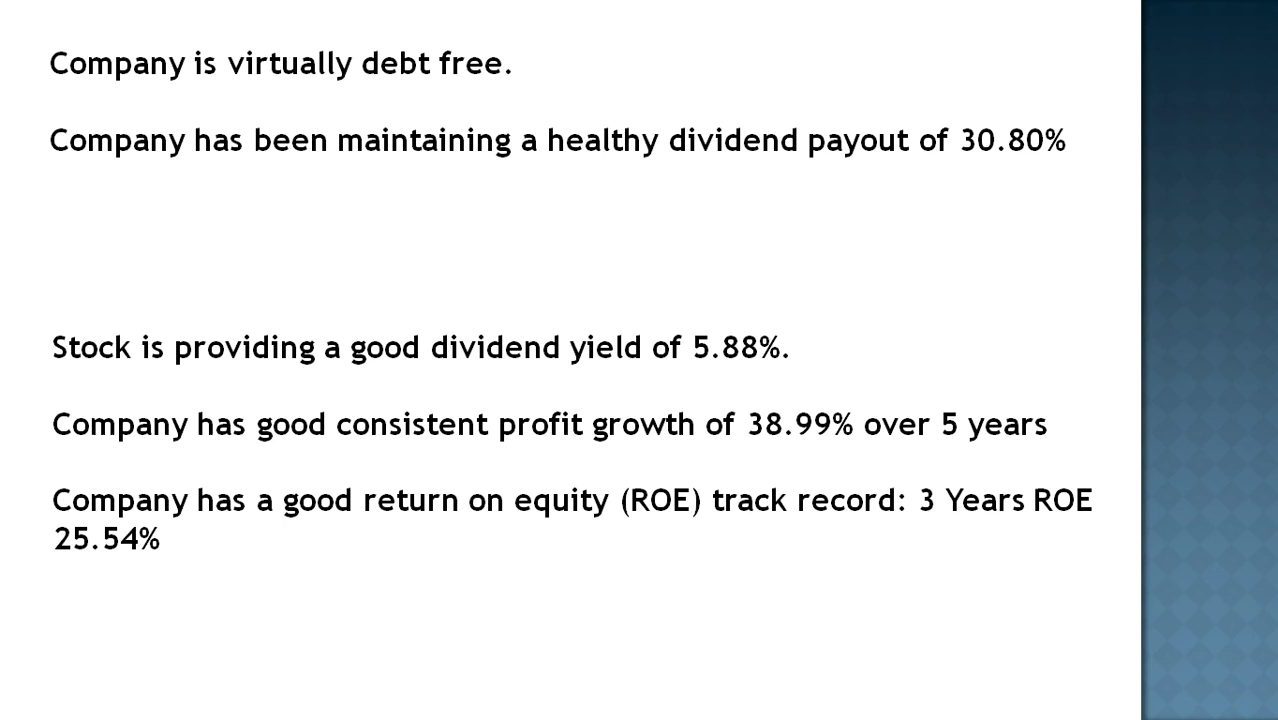 Company is virtually debt free.
Company has been maintaining a healthy dividend payout of 30.80%
Stock is providing a good dividend yield of 5.88%.
Company has good consistent profit growth of 38.99% over 5 years
Company has a good return on equity (ROE) track record: 3 Years ROE
25.54%